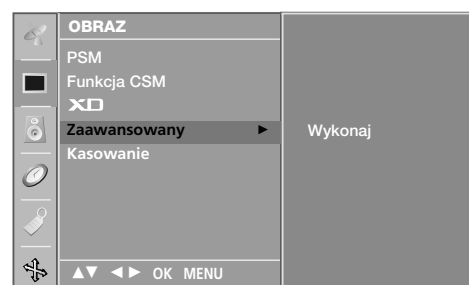 OBRAZ
PSM
Funkcja CSM
XD
Zaawansowany ► Wykonaj
Kasowanie
▲▼ ◄► OK MENU